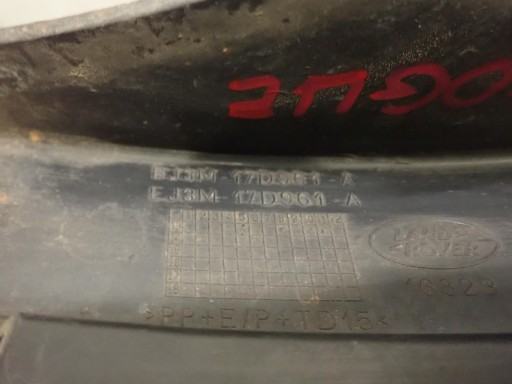 EJ3M-17D961-A
EJ3M-17D961-A
LAND
ROVER
>PP+E/P+TD15<